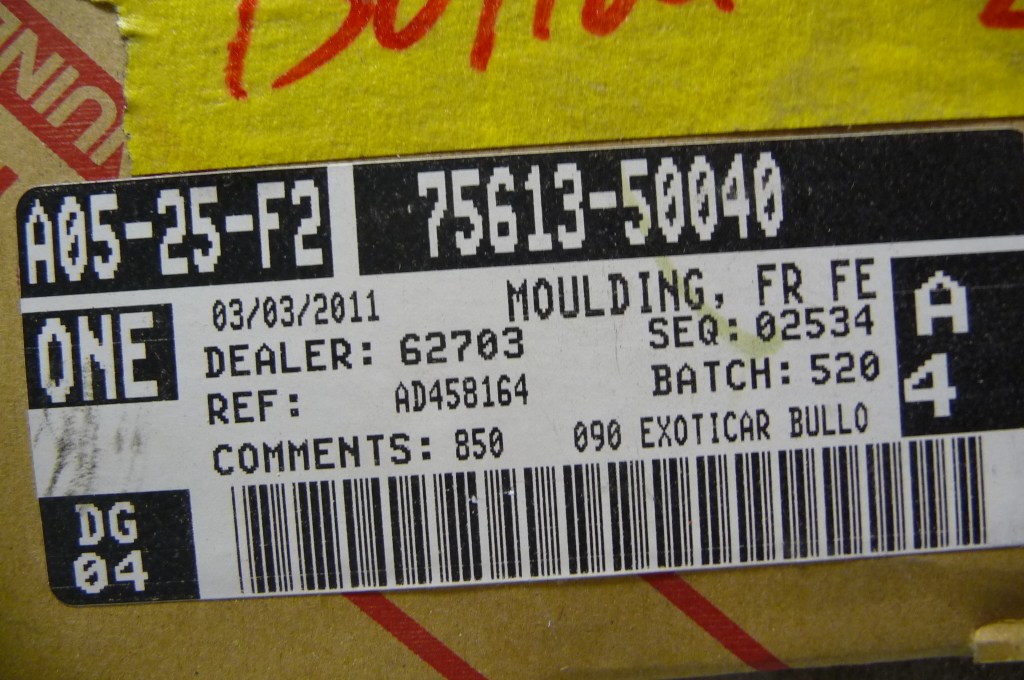 A05-25-F2 75613-50040
ONE 03/03/2011 MOULDING, FR FE A
DEALER: 62703 SEQ: 02534
REF: AD458164 BATCH: 520 4
COMMENTS: 850 090 EXOTICAR BULLO
DG
04